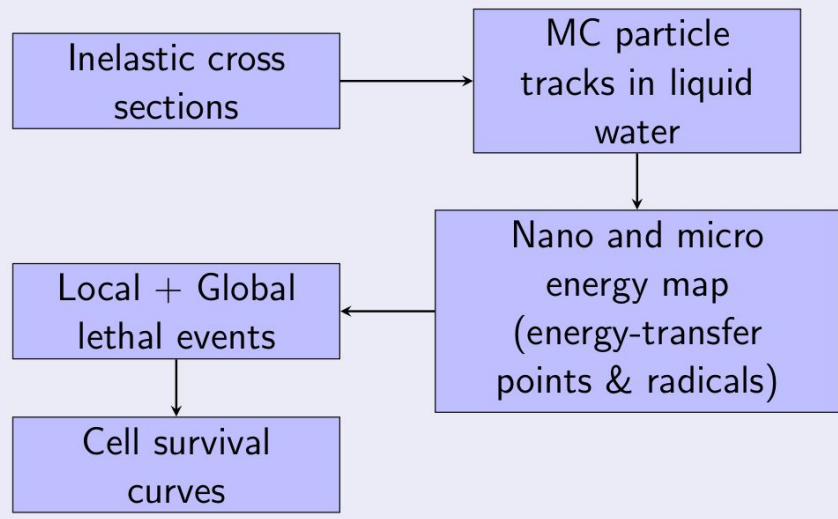 Inelastic cross
sections
MC particle
tracks in liquid
water
Nano and micro
energy map
(energy-transfer
points & radicals)
Local + Global
lethal events
Cell survival
curves